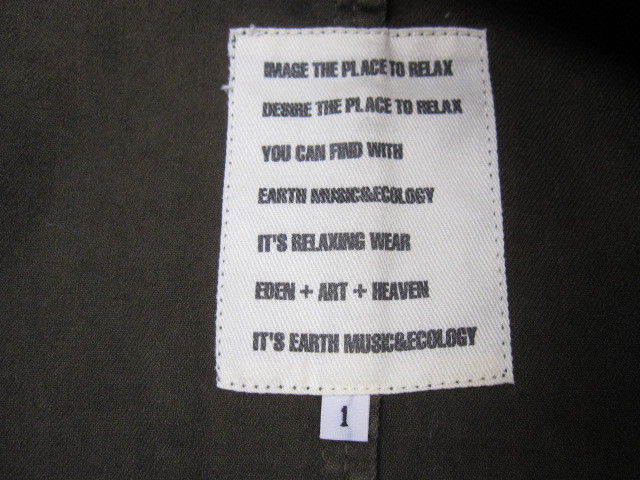 IMAGE THE PLACE TO RELAX
DESIRE THE PLACE TO RELAX
YOU CAN FIND WITH
EARTH MUSIC&ECOLOGY
IT'S RELAXING WEAR
EDEN + ART + HEAVEN
IT'S EARTH MUSIC&ECOLOGY
1